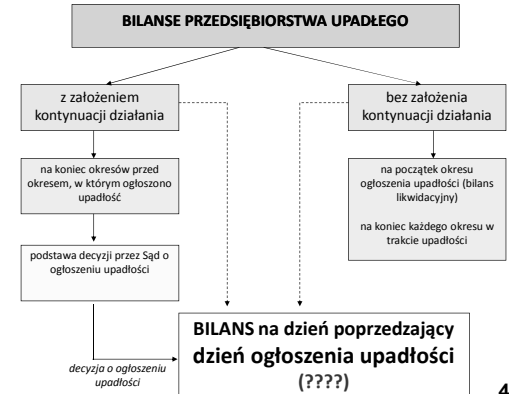 BILANSE PRZEDSIĘBIORSTWA UPADŁEGO
z założeniem
kontynuacji działania
bez założenia
kontynuacji działania
na koniec okresów przed
okresem, w którym ogłoszono
upadłość
na początek okresu
ogłoszenia upadłości (bilans
likwidacyjny)
na koniec każdego okresu w
trakcie upadłości
podstawa decyzji przez Sąd o
ogłoszeniu upadłości
BILANS na dzień poprzedzający
dzień ogłoszenia upadłości
(????)
decyzja o ogłoszeniu
upadłości
4